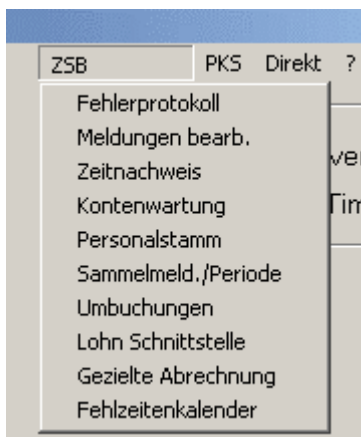 ZSB PKS Direkt ?
Fehlerprotokoll
Meldungen bearb.
Zeitnachweis
Kontenwartung
Personalstamm
Sammelmeld./Periode
Umbuchungen
Lohn Schnittstelle
Gezielte Abrechnung
Fehlzeitenkalender